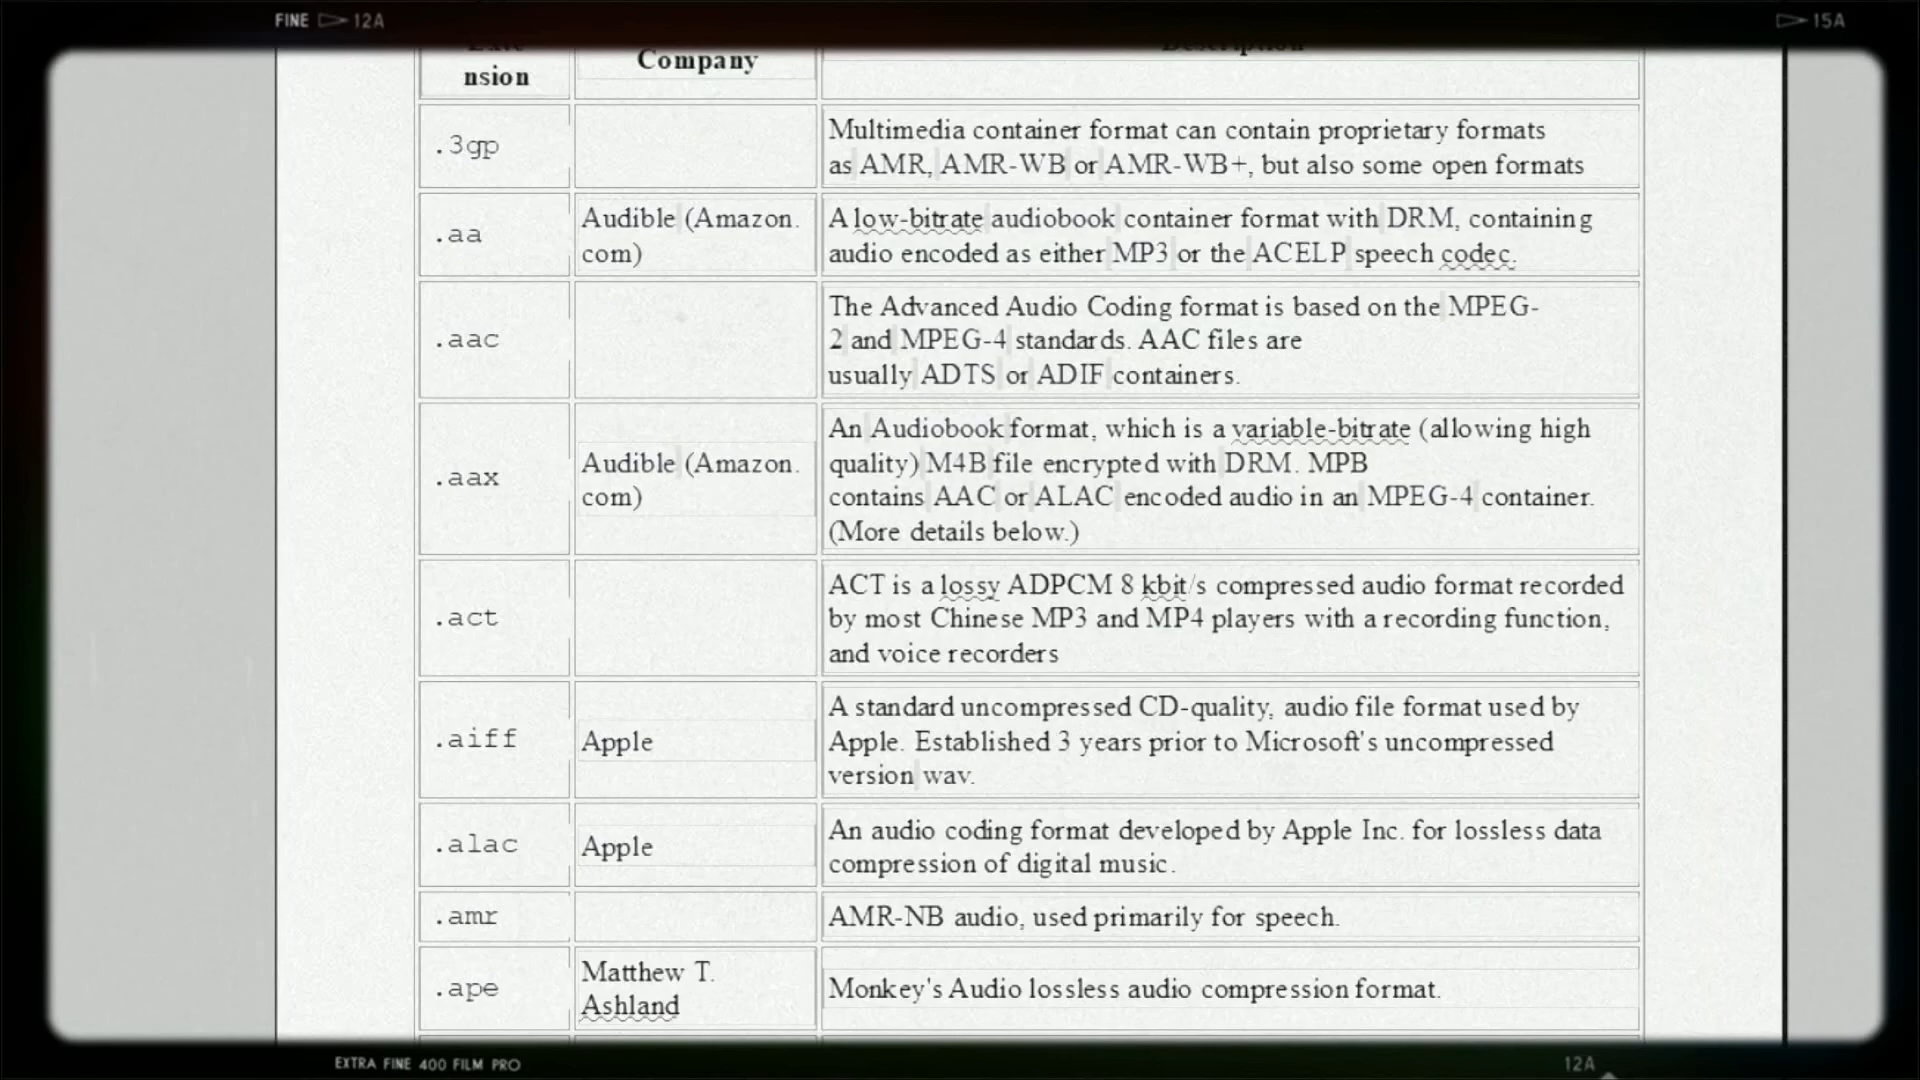 FINE 12A
15A
Company
nsion
.3gp
Multimedia container format can contain proprietary formats
as AMR, AMR-WB or AMR-WB+, but also some open formats
.aa
Audible (Amazon.
com)
A low-bitrate audiobook container format with DRM, containing
audio encoded as either MP3 or the ACELP speech codec.
.aac
The Advanced Audio Coding format is based on the MPEG-
2 and MPEG-4 standards. AAC files are
usually ADTS or ADIF containers.
.aax
Audible (Amazon.
com)
An Audiobook format, which is a variable-bitrate (allowing high
quality) M4B file encrypted with DRM. MPB
contains AAC or ALAC encoded audio in an MPEG-4 container.
(More details below.)
.act
ACT is a lossy ADPCM 8 kbit/s compressed audio format recorded
by most Chinese MP3 and MP4 players with a recording function,
and voice recorders
.aiff
Apple
A standard uncompressed CD-quality, audio file format used by
Apple. Established 3 years prior to Microsoft's uncompressed
version wav.
.alac
Apple
An audio coding format developed by Apple Inc. for lossless data
compression of digital music.
.amr
AMR-NB audio, used primarily for speech.
.ape
Matthew T.
Ashland
Monkey's Audio lossless audio compression format.
EXTRA FINE 400 FILM PRO
12A